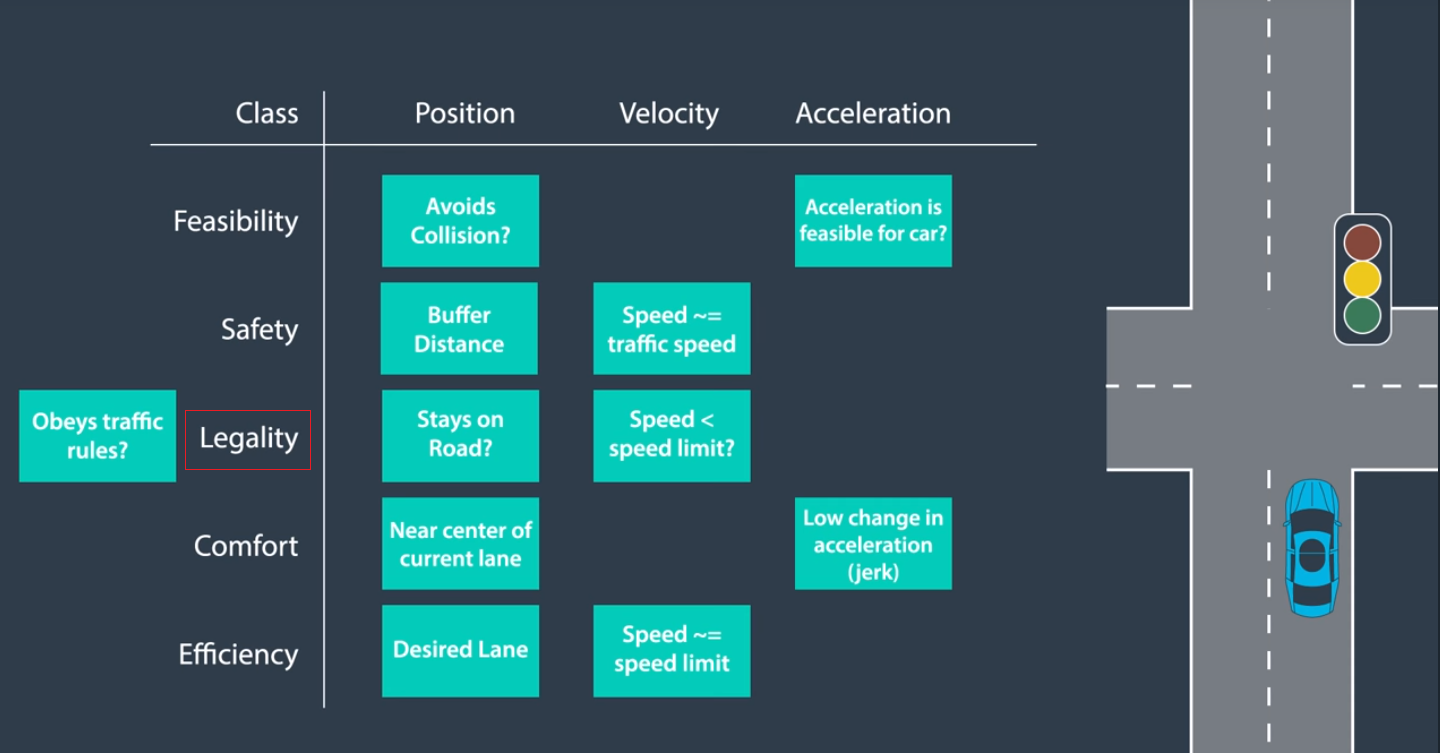 Class Position Velocity Acceleration
Feasibility
Avoids
Collision?
Acceleration is
feasible for car?
Safety
Buffer
Distance
Speed ~=
traffic speed
Obeys traffic
rules?
Legality
Stays on
Road?
Speed <
speed limit?
Comfort
Near center of
current lane
Low change in
acceleration
(jerk)
Efficiency
Desired Lane
Speed ~=
speed limit